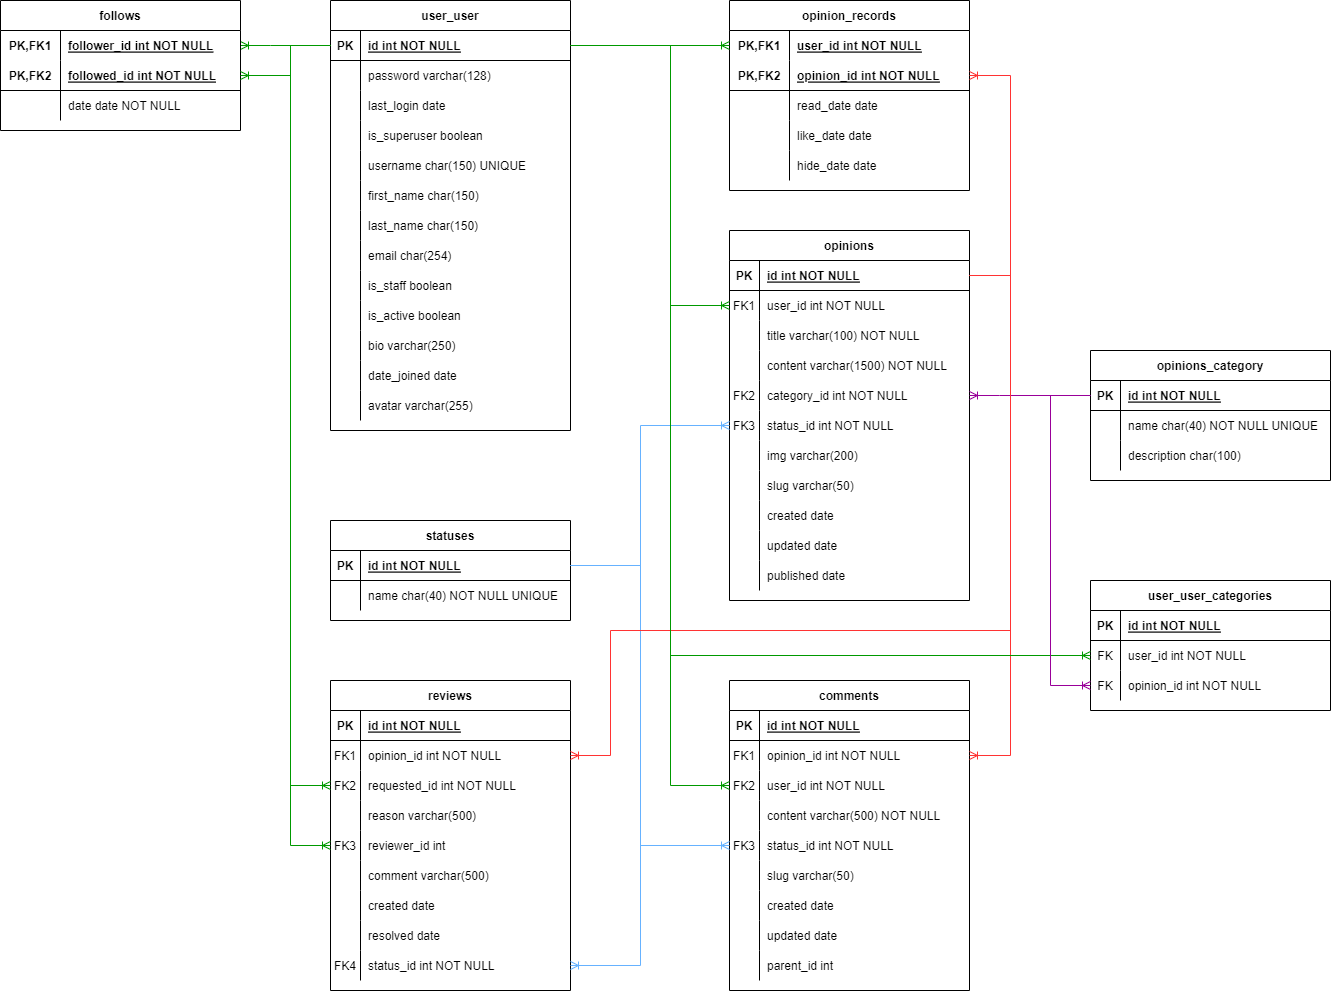 follows
PK,FK1 follower_id int NOT NULL
PK,FK2 followed_id int NOT NULL
date date NOT NULL
user_user
PK id int NOT NULL
password varchar(128)
last_login date
is_superuser boolean
username char(150) UNIQUE
first_name char(150)
last_name char(150)
email char(254)
is_staff boolean
is_active boolean
bio varchar(250)
date_joined date
avatar varchar(255)
opinion_records
PK,FK1 user_id int NOT NULL
PK,FK2 opinion_id int NOT NULL
read_date date
like_date date
hide_date date
opinions
PK id int NOT NULL
FK1 user_id int NOT NULL
title varchar(100) NOT NULL
content varchar(1500) NOT NULL
FK2 category_id int NOT NULL
FK3 status_id int NOT NULL
img varchar(200)
slug varchar(50)
created date
updated date
published date
opinions_category
PK id int NOT NULL
name char(40) NOT NULL UNIQUE
description char(100)
statuses
PK id int NOT NULL
name char(40) NOT NULL UNIQUE
user_user_categories
PK id int NOT NULL
FK user_id int NOT NULL
FK opinion_id int NOT NULL
reviews
PK id int NOT NULL
FK1 opinion_id int NOT NULL
FK2 requested_id int NOT NULL
reason varchar(500)
FK3 reviewer_id int
comment varchar(500)
created date
resolved date
FK4 status_id int NOT NULL
comments
PK id int NOT NULL
FK1 opinion_id int NOT NULL
FK2 user_id int NOT NULL
content varchar(500) NOT NULL
FK3 status_id int NOT NULL
slug varchar(50)
created date
updated date
parent_id int